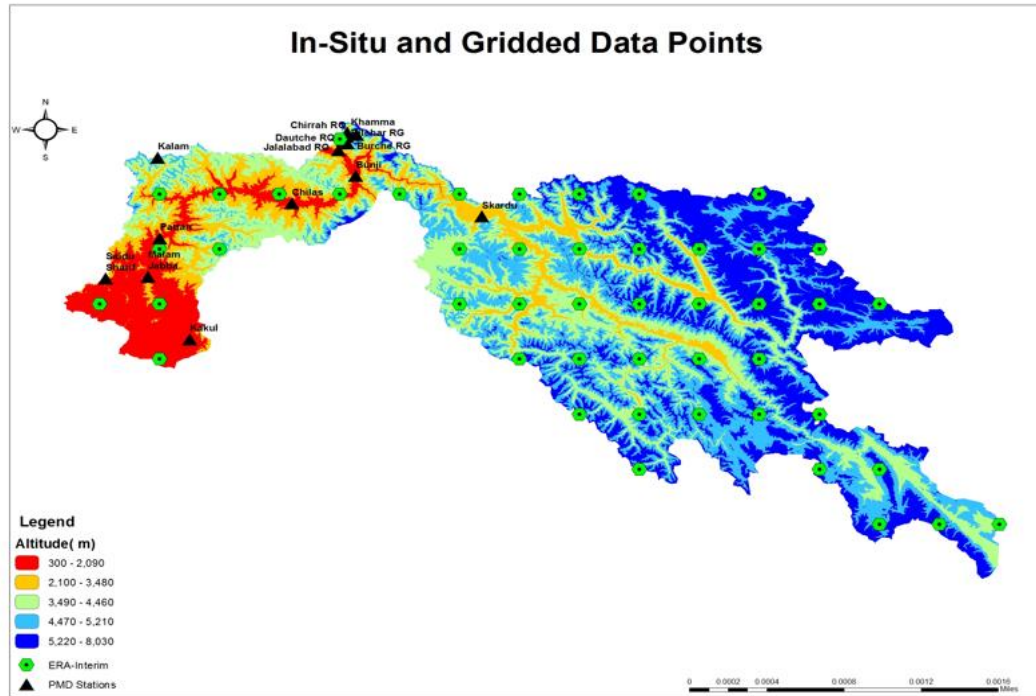 In-Situ and Gridded Data Points
N
W
E
S
Khamma
Chirrah RG
Dautche RG
Burche RG
Jalalabad RG
Kalam
Bunji
Chilas
Skardu
Pattan
Saidu
Sharif
Malam
Jabba
Kakul
Legend
Altitude( m)
300 - 2,090
2,100 - 3,480
3,490 - 4,460
4,470 - 5,210
5,220 - 8,030
ERA-Interim
PMD Stations
0 0.0002 0.0004 0.0008 0.0012 0.0016
Miles